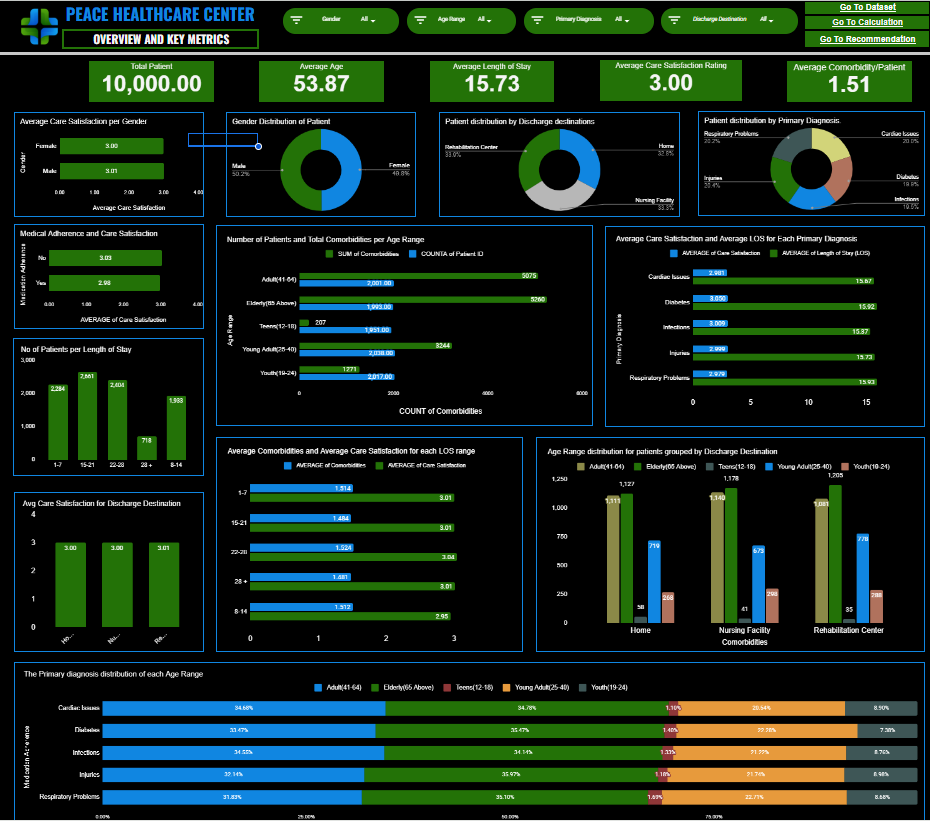 PEACE HEALTHCARE CENTER
OVERVIEW AND KEY METRICS
Gender All
Age Range All
Primary Diagnosis All
Discharge Destination All
Go To Dataset
Go To Calculation
Go To Recommendation
Total Patient
10,000.00
Average Age
53.87
Average Length of Stay
15.73
Average Care Satisfaction Rating
3.00
Average Comorbidity/Patient
1.51
Average Care Satisfaction per Gender
Gender
Female 3.00
Male 3.01
0.00 1.00 2.00 3.00 4.00
Average Care Satisfaction
Gender Distribution of Patient
Male
50.2%
Female
49.8%
Patient distribution by Discharge destinations
Rehabilitation Center
33.9%
Home
32.8%
Nursing Facility
33.3%
Patient distribution by Primary Diagnosis
Respiratory Problems
20.2%
Cardiac Issues
20.0%
Injuries
20.4%
Diabetes
19.9%
Infections
Medical Adherence and Care Satisfaction
Medication Adherence
No 3.03
Yes 2.98
0.00 1.00 2.00 3.00 4.00
AVERAGE of Care Satisfaction
Number of Patients and Total Comorbidities per Age Range
SUM of Comorbidities COUNTA of Patient ID
Age Range
Adult(41-64) 5075
2,001.00
Elderly(65 Above) 5260
1,993.00
Teens(12-18) 207
1,951.00
Young Adult(25-40) 3244
2,038.00
Youth(19-24) 1271
2,017.00
0 2000 4000 6000
COUNT of Comorbidities
Average Care Satisfaction and Average LOS for Each Primary Diagnosis
AVERAGE of Care Satisfaction AVERAGE of Length of Stay (LOS)
Primary Diagnosis
Cardiac Issues 2.981
15.67
Diabetes 3.050
15.92
Infections 3.009
15.37
Injuries 2.999
15.73
Respiratory Problems 2.979
15.93
0 5 10 15
No of Patients per Length of Stay
3,000
2,000
1,000
0
2,284 2,661 2,404 718 1,933
1-7 15-21 22-28 28 + 8-14
Average Comorbidities and Average Care Satisfaction for each LOS range
AVERAGE of Comorbidities AVERAGE of Care Satisfaction
1-7 1.514
3.01
15-21 1.484
3.01
22-28 1.524
3.04
28 + 1.481
3.01
8-14 1.512
2.95
0 1 2 3
Age Range distribution for patients grouped by Discharge Destination
Adult(41-64) Elderly(65 Above) Teens(12-18) Young Adult(25-40) Youth(19-24)
1,250
1,000
750
500
250
0
1,111 1,127 58 719 268
1,140 1,178 41 673 298
1,081 1,205 35 778 288
Home Nursing Facility Rehabilitation Center
Comorbidities
Avg Care Satisfaction for Discharge Destination
4
3
2
1
0
3.00 3.00 3.01
Ho... Nu... Re...
The Primary diagnosis distribution of each Age Range
Adult(41-64) Elderly(65 Above) Teens(12-18) Young Adult(25-40) Youth(19-24)
Medication Adherence
Cardiac Issues 34.68% 34.78% 1.10% 20.54% 8.90%
Diabetes 33.47% 35.47% 1.40% 22.28% 7.38%
Infections 34.55% 34.14% 1.33% 21.22% 8.76%
Injuries 32.14% 35.97% 1.18% 21.74% 8.98%
Respiratory Problems 31.83% 35.10% 1.69% 22.71% 8.68%
0.00% 25.00% 50.00% 75.00%